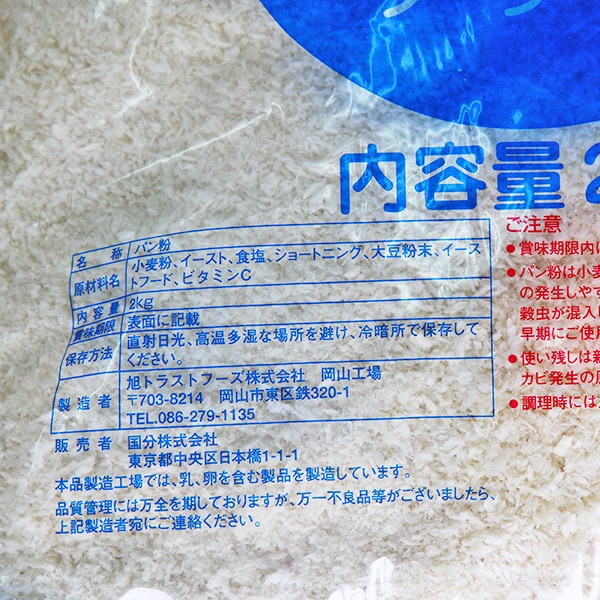 内容量 2
名称 パン粉
原材料名 小麦粉、イースト、食塩、ショートニング、大豆粉末、イース
トフード、ビタミンC
内容量 2kg
賞味期限 表面に記載
保存方法 直射日光、高温多湿な場所を避け、冷暗所で保存して
ください。
製造者 旭トラストフーズ株式会社 岡山工場
〒703-8214 岡山市東区鉄320-1
TEL.086-279-1135
販売者 国分株式会社
東京都中央区日本橋1-1-1
本品製造工場では、乳、卵を含む製品を製造しています。
品質管理には万全を期しておりますが、万一不良品等がございましたら、
上記製造者宛にご連絡ください。
ご注意
●賞味期限内に
●パン粉は小麦
の発生しやす
穀虫が混入
早期にご使用
●使い残しは
カビ発生の
●調理時には